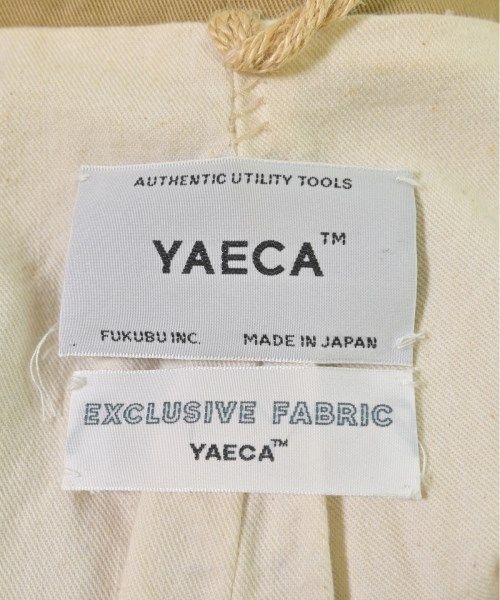 AUTHENTIC UTILITY TOOLS
YAECA™
FUKUBU INC. MADE IN JAPAN
EXCLUSIVE FABRIC
YAECA™